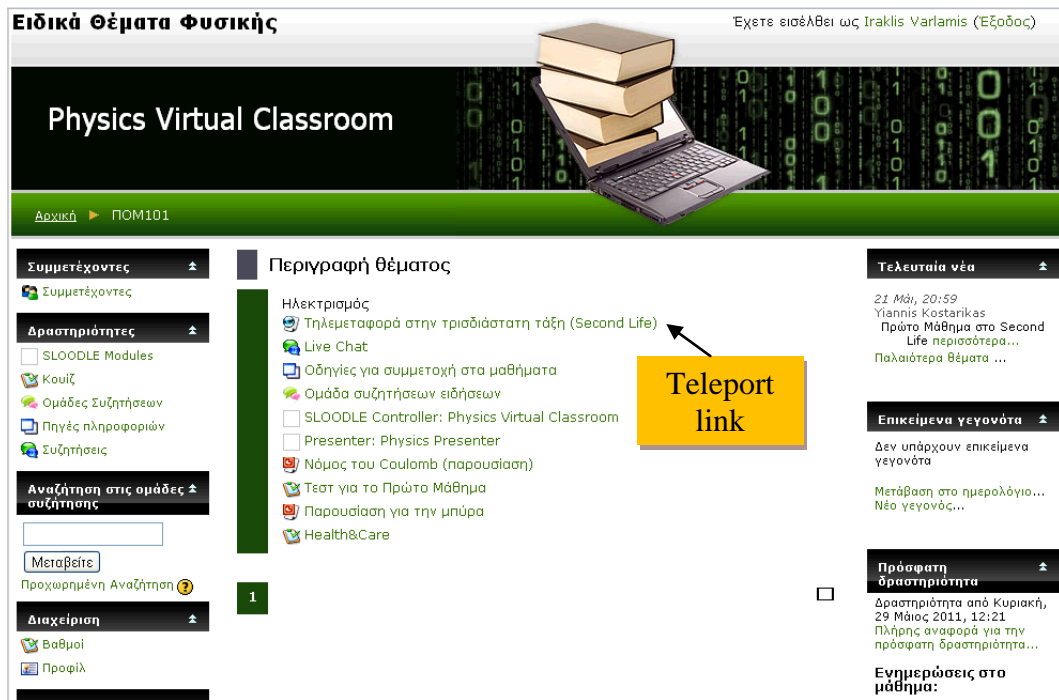 Ειδικά Θέματα Φυσικής
Έχετε εισέλθει ως Iraklis Varlamis (Έξοδος)
Physics Virtual Classroom
Αρχική ► ΠΟΜ101
Συμμετέχοντες
Συμμετέχοντες
Δραστηριότητες
SLOODLE Modules
Κουίζ
Ομάδες Συζητήσεων
Πηγές πληροφοριών
Συζητήσεις
Αναζήτηση στις ομάδες
συζήτησης
Μεταβείτε
Προχωρημένη Αναζήτηση ?
Διαχείριση
Βαθμοί
Προφίλ
Περιγραφή θέματος
Ηλεκτρισμός
Τηλεμεταφορά στην τρισδιάστατη τάξη (Second Life)
Live Chat
Οδηγίες για συμμετοχή στα μαθήματα
Ομάδα συζητήσεων ειδήσεων
SLOODLE Controller: Physics Virtual Classroom
Presenter: Physics Presenter
Νόμος του Coulomb (παρουσίαση)
Τεστ για το Πρώτο Μάθημα
Παρουσίαση για την μπύρα
Health&Care
Teleport
link
1
Τελευταία νέα
21 Μάι, 20:59
Yiannis Kostarikas
Πρώτο Μάθημα στο Second
Life περισσότερα...
Παλαιότερα θέματα ...
Επικείμενα γεγονότα
Δεν υπάρχουν επικείμενα
γεγονότα
Μετάβαση στο ημερολόγιο...
Νέο γεγονός...
Πρόσφατη
δραστηριότητα
Δραστηριότητα από Κυριακή,
29 Μάιος 2011, 12:21
Πλήρης αναφορά για την
πρόσφατη δραστηριότητα...
Ενημερώσεις στο
μάθημα: